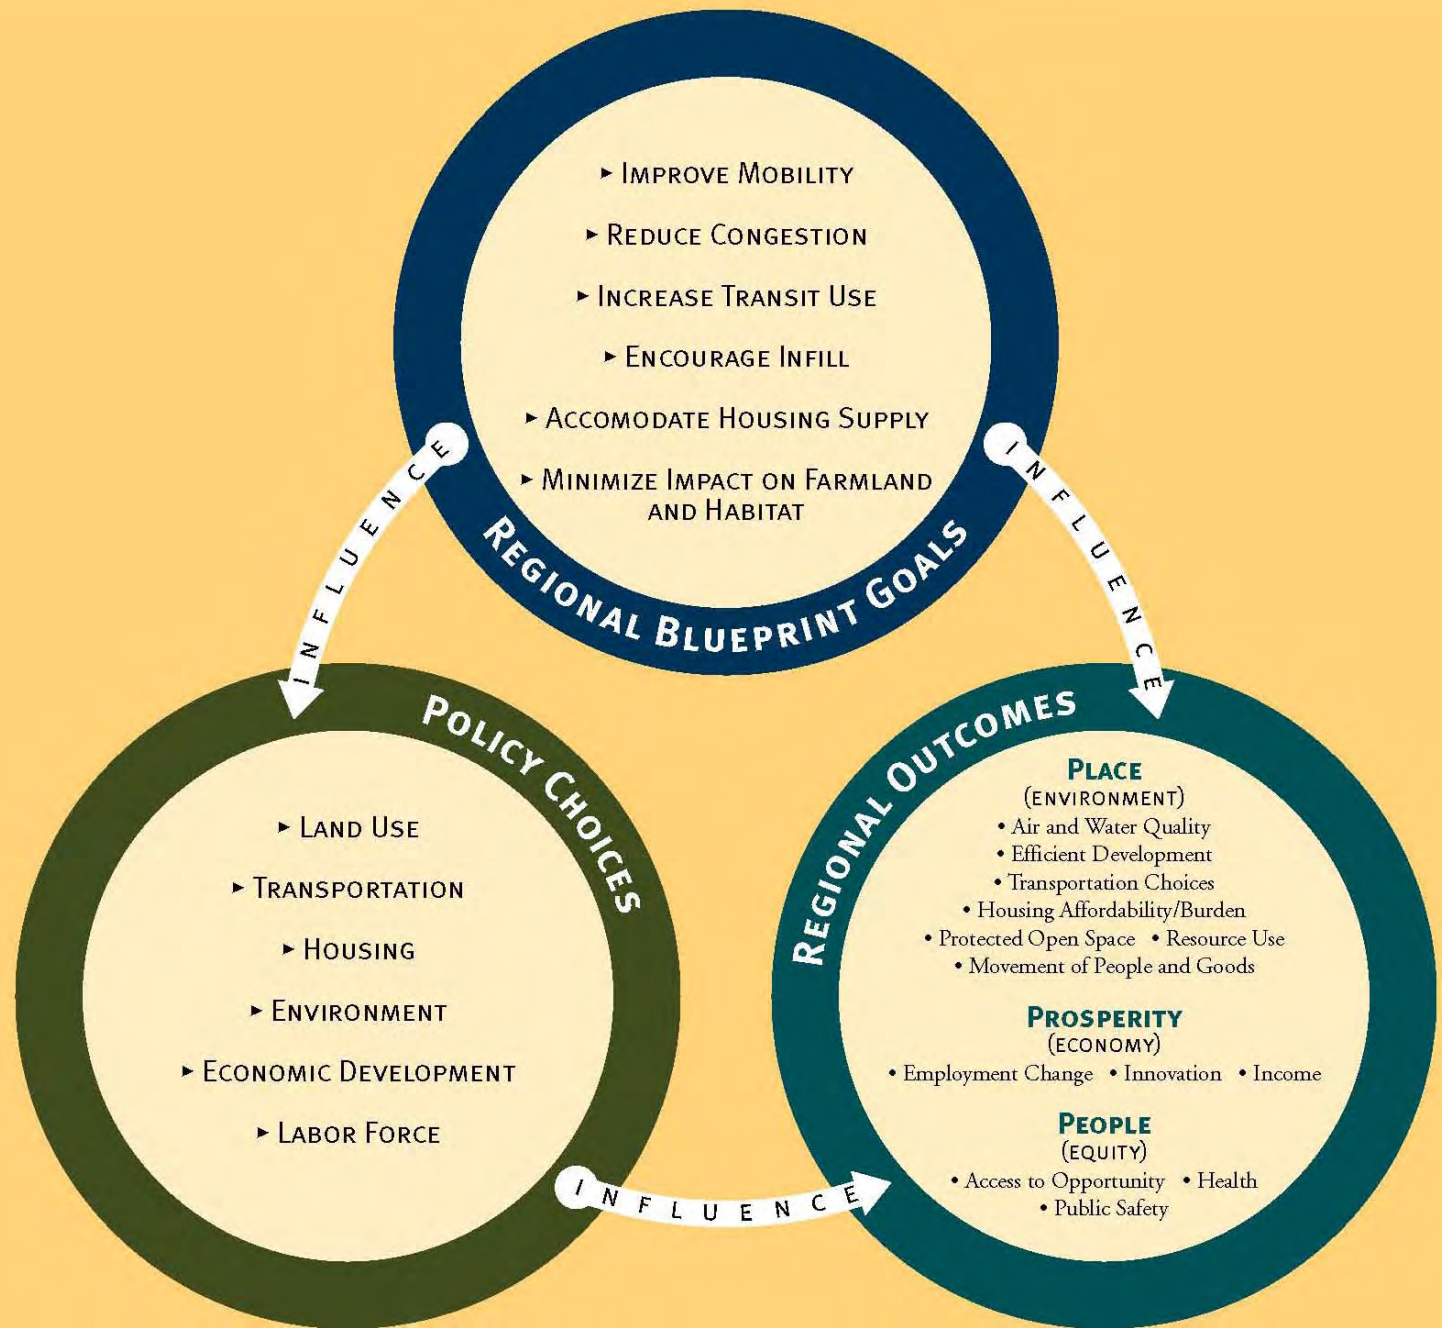 ► IMPROVE MOBILITY
► REDUCE CONGESTION
► INCREASE TRANSIT USE
► ENCOURAGE INFILL
► ACCOMODATE HOUSING SUPPLY
► MINIMIZE IMPACT ON FARMLAND
AND HABITAT
REGIONAL BLUEPRINT GOALS
INFLUENCE
INFLUENCE
POLICY CHOICES
► LAND USE
► TRANSPORTATION
► HOUSING
► ENVIRONMENT
► ECONOMIC DEVELOPMENT
► LABOR FORCE
INFLUENCE
REGIONAL OUTCOMES
PLACE
(ENVIRONMENT)
• Air and Water Quality
• Efficient Development
• Transportation Choices
• Housing Affordability/Burden
• Protected Open Space • Resource Use
• Movement of People and Goods
PROSPERITY
(ECONOMY)
• Employment Change • Innovation • Income
PEOPLE
(EQUITY)
• Access to Opportunity • Health
• Public Safety